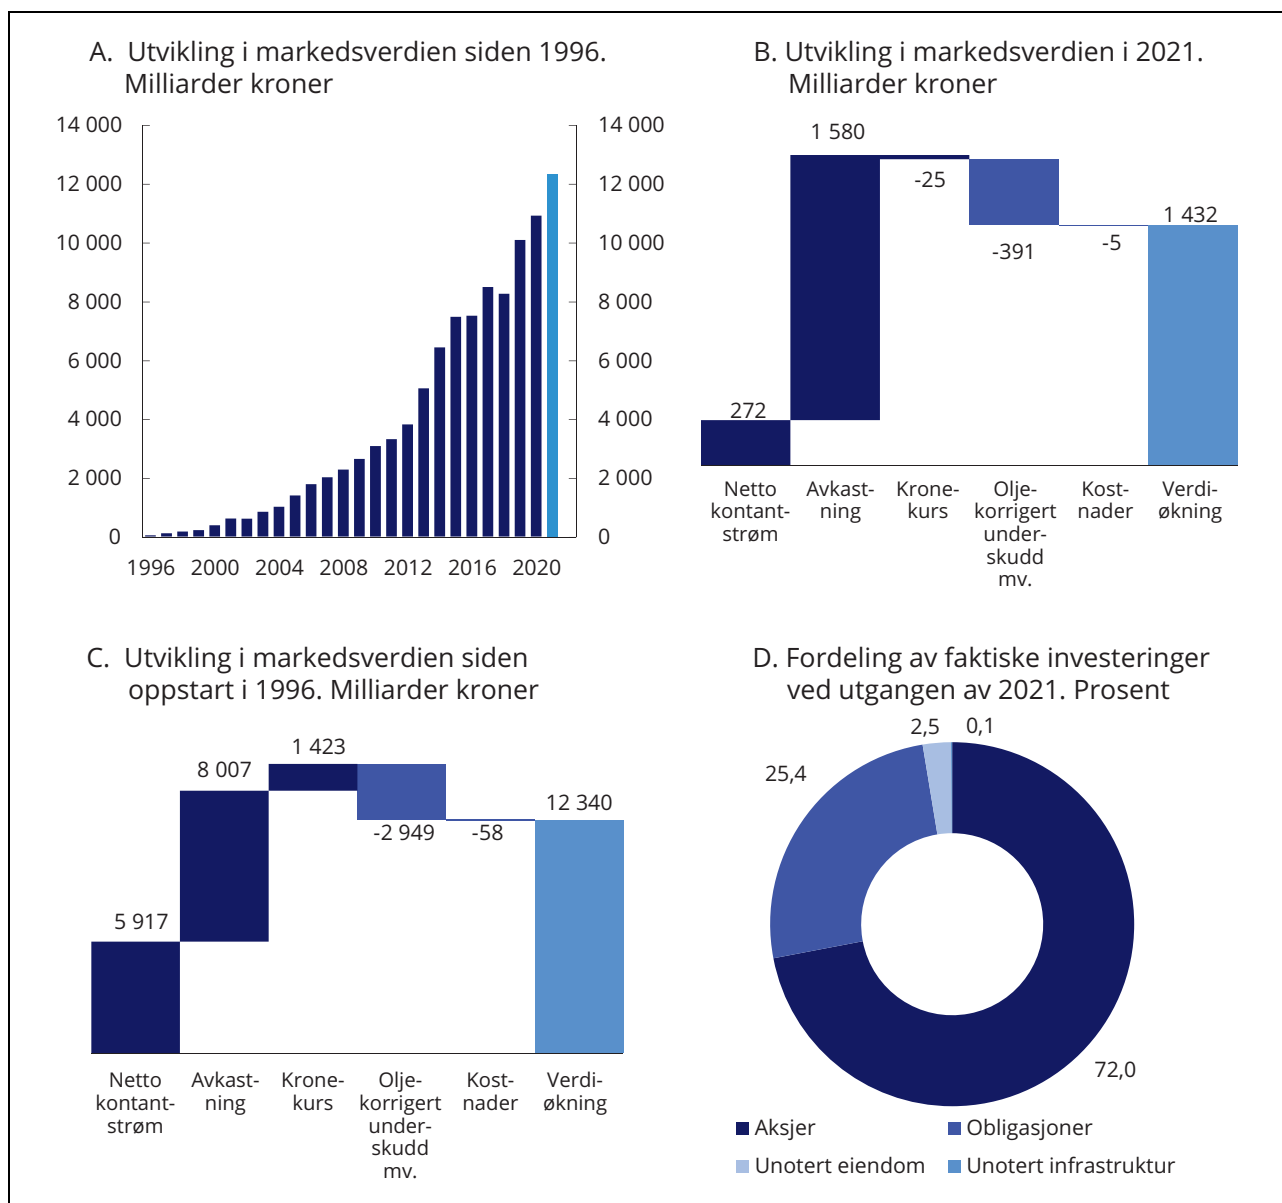 A. Utvikling i markedsverdien siden 1996.
Milliarder kroner
14 000
12 000
10 000
8 000
6 000
4 000
2 000
0
14 000
12 000
10 000
8 000
6 000
4 000
2 000
0
1996 2000 2004 2008 2012 2016 2020
B. Utvikling i markedsverdien i 2021.
Milliarder kroner
272
1 580
-25
-391
-5
1 432
Netto
kontant-
strøm
Avkast-
ning
Krone-
kurs
Olje-
korrigert
under-
skudd
mv.
Kost-
nader
Verdi-
økning
C. Utvikling i markedsverdien siden
oppstart i 1996. Milliarder kroner
5 917
8 007
1 423
-2 949
-58
12 340
Netto
kontant-
strøm
Avkast-
ning
Krone-
kurs
Olje-
korrigert
under-
skudd
mv.
Kost-
nader
Verdi-
økning
D. Fordeling av faktiske investeringer
ved utgangen av 2021. Prosent
2,5
0,1
25,4
72,0
Aksjer
Obligasjoner
Unotert eiendom
Unotert infrastruktur